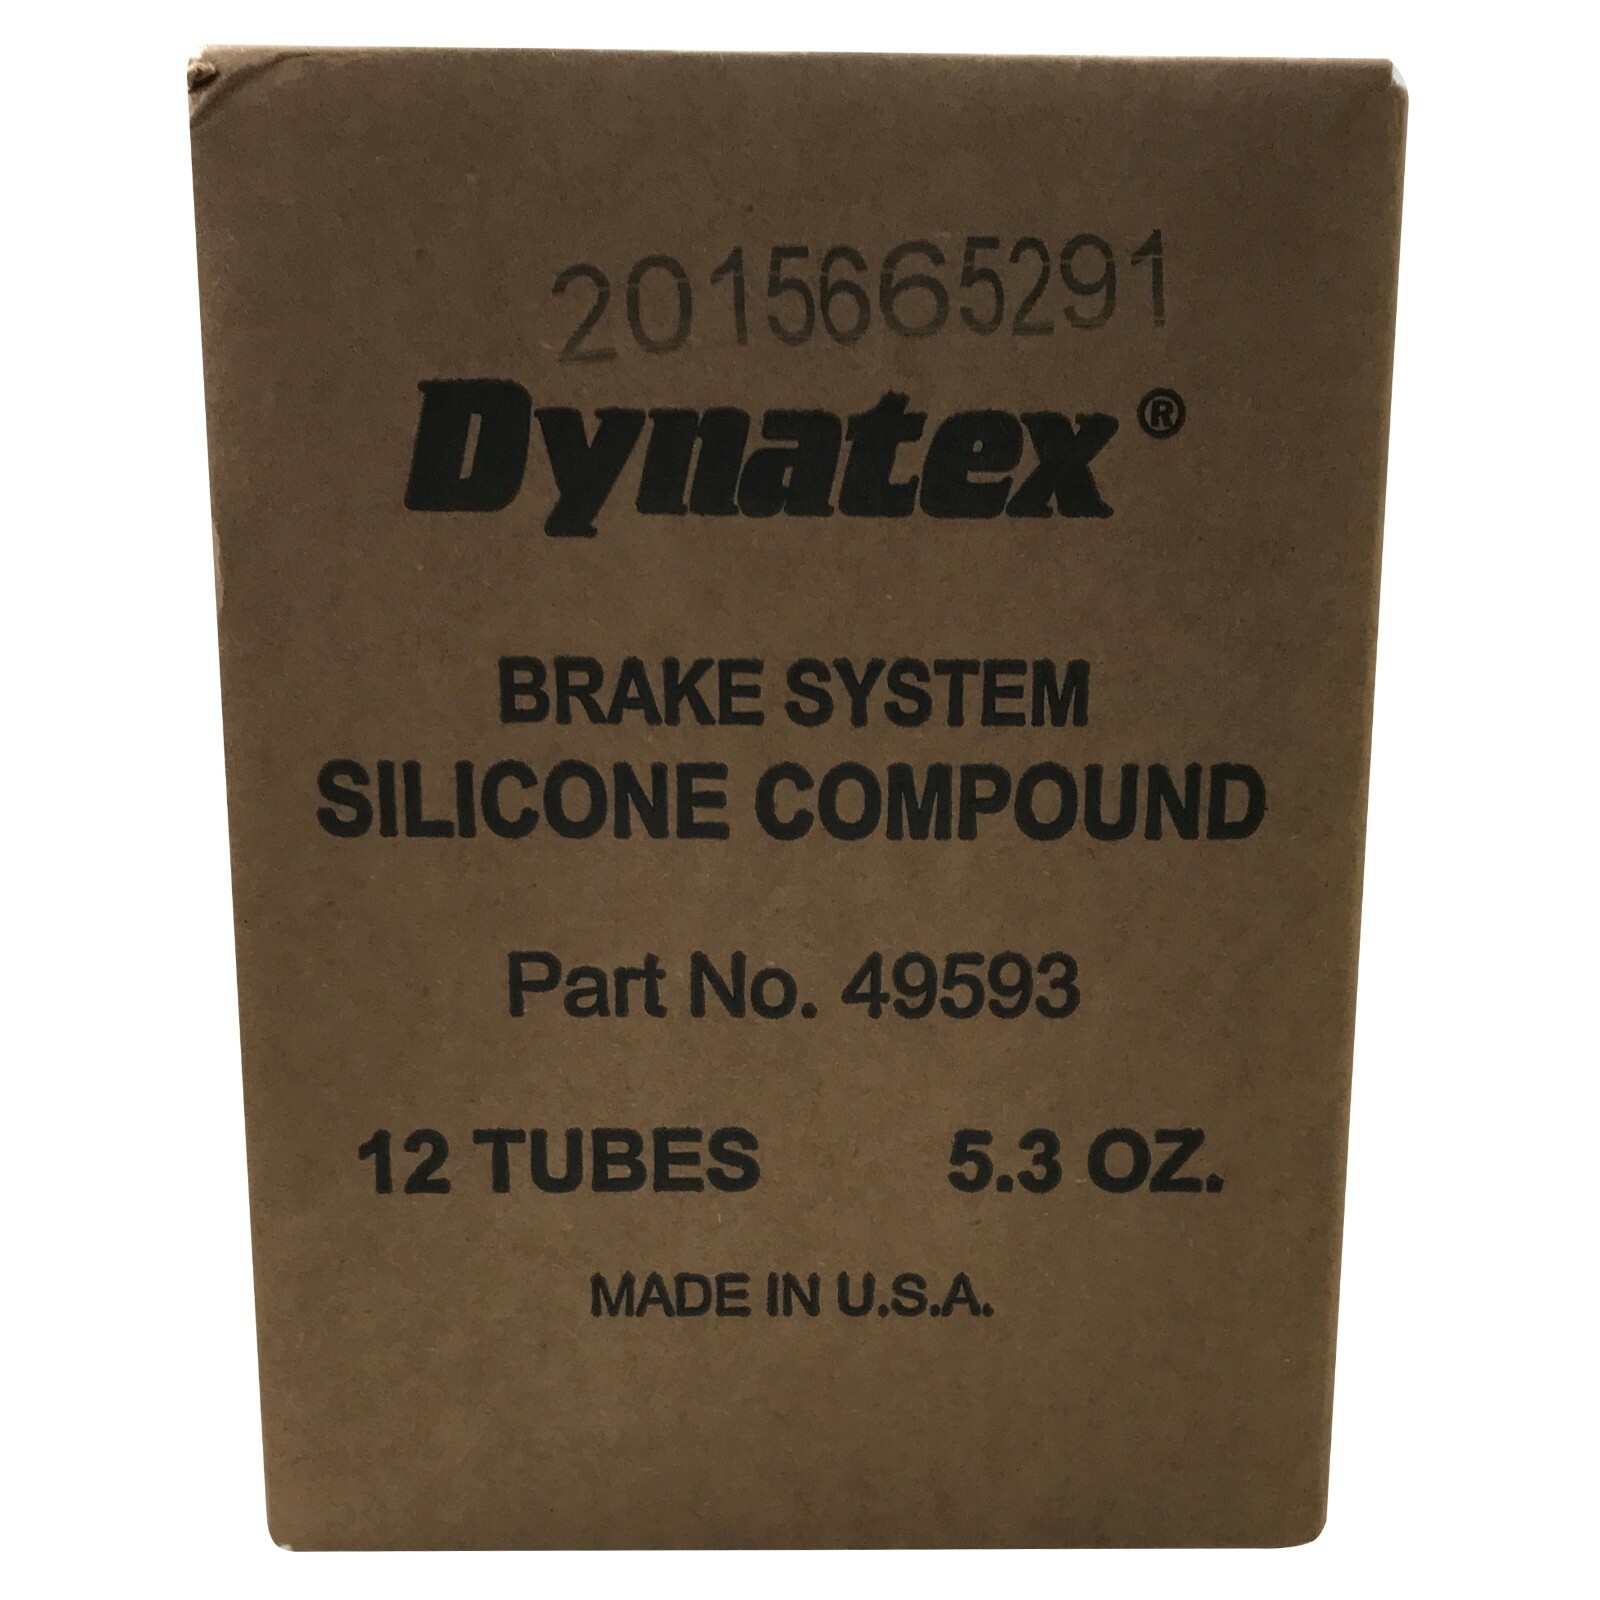 2015665291
Dynatex®
BRAKE SYSTEM
SILICONE COMPOUND
Part No. 49593
12 TUBES 5.3 OZ.
MADE IN U.S.A.